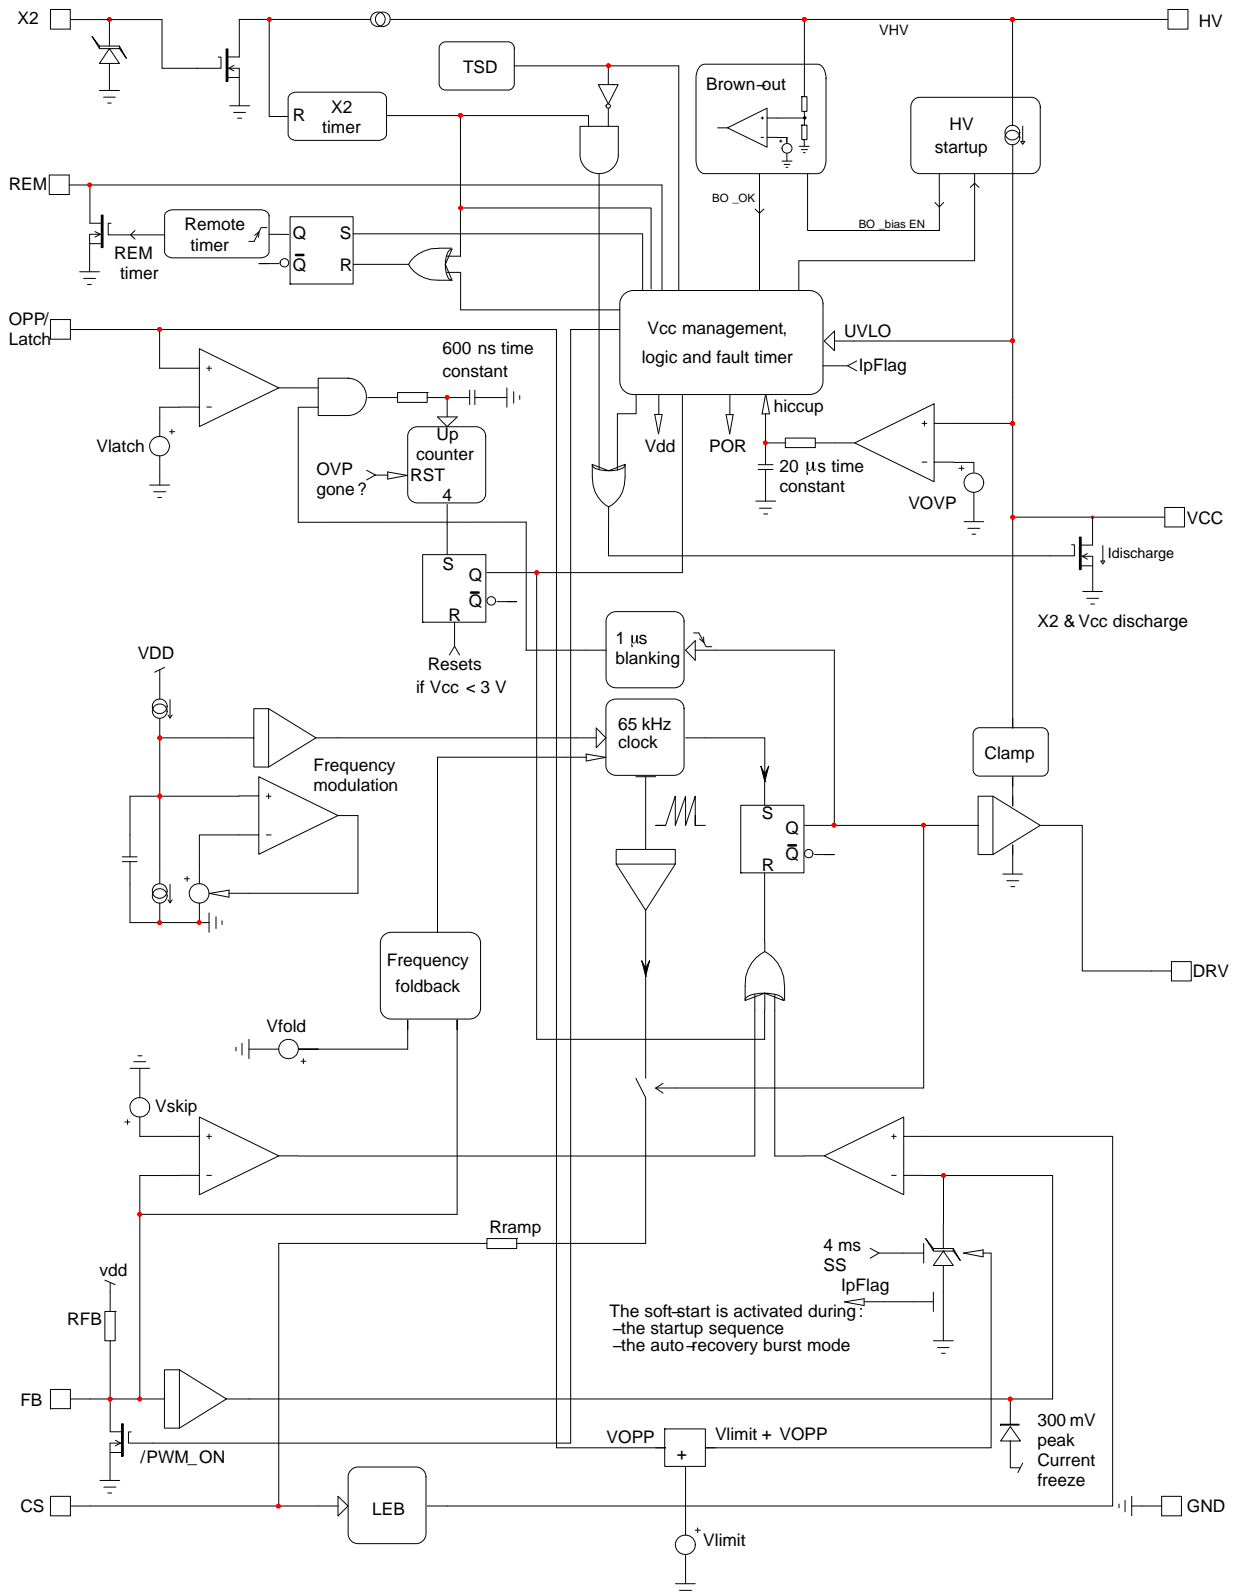 X2
HV
VHV
TSD
Brown-out
+
-
+
HV
startup
R
X2
timer
REM
BO _OK
BO _bias EN
Remote
timer
Q
Q
S
R
REM
timer
OPP/
Latch
Vcc management,
logic and fault timer
UVLO
IpFlag
600 ns time
constant
+
-
+
Vlatch
hiccup
Vdd
POR
+
-
+
20 µs time
constant
VOVP
Up
counter
RST
4
OVP
gone ?
VCC
Idischarge
X2 & Vcc discharge
S
Q
Q
R
Resets
if Vcc < 3 V
1 µs
blanking
VDD
65 kHz
clock
Clamp
Frequency
modulation
+
-
+
S
Q
Q
R
Frequency
foldback
DRV
Vfold
+
Vskip
+
+
-
+
-
Rramp
4 ms
SS
IpFlag
vdd
RFB
The soft-start is activated during :
-the startup sequence
-the auto-recovery burst mode
FB
/PWM_ON
VOPP
+
Vlimit + VOPP
300 mV
peak
Current
freeze
CS
LEB
GND
+
Vlimit